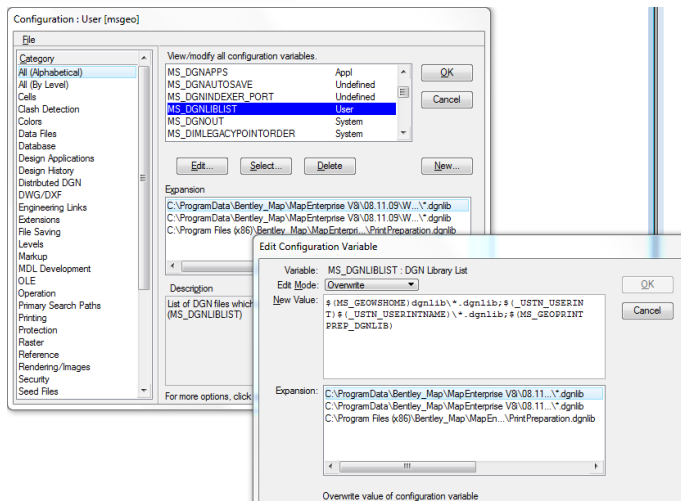 Configuration : User [msgeo]
File
Category
All (Alphabetical)
All (By Level)
Cells
Clash Detection
Colors
Data Files
Database
Design Applications
Design History
Distributed DGN
DWG/DXF
Engineering Links
Extensions
File Saving
Levels
Markup
MDL Development
OLE
Operation
Primary Search Paths
Printing
Protection
Raster
Reference
Rendering/Images
Security
Seed Files
View/modify all configuration variables.
MS_DGNAPPS Appl
MS_DGNAUTOSAVE Undefined
MS_DGNINDEXER_PORT Undefined
MS_DGNLIBLIST User
MS_DGNOUT System
MS_DIMLEGACYPOINTORDER System
OK
Cancel
Edit... Select... Delete New...
Expansion
C:\ProgramData\Bentley_Map\MapEnterprise V8i\08.11.09\W...\*.dgnlib
C:\ProgramData\Bentley_Map\MapEnterprise V8i\08.11.09\W...\*.dgnlib
C:\Program Files (x86)\Bentley_Map\MapEnterpri...\PrintPreparation.dgnlib
Description
List of DGN files which
(MS_DGNLIBLIST)
For more options, click
Edit Configuration Variable
Variable: MS_DGNLIBLIST : DGN Library List
Edit Mode: Overwrite
New Value: $(MS_GEOWSHOME)dgnlib\*.dgnlib;$(_USTN_USERIN
T)$(_USTN_USERINTNAME)\*.dgnlib;$(MS_GEOPRINT
PREP_DGNLIB)
OK
Cancel
Expansion: C:\ProgramData\Bentley_Map\MapEnterprise V8i\08.11...\*.dgnlib
C:\ProgramData\Bentley_Map\MapEnterprise V8i\08.11...\*.dgnlib
C:\Program Files (x86)\Bentley_Map\MapEn...\PrintPreparation.dgnlib
Overwrite value of configuration variable